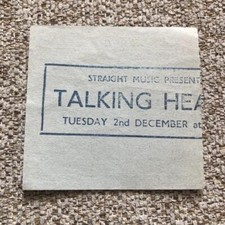 STRAIGHT MUSIC PRESENT
TALKING HEA
TUESDAY 2nd DECEMBER at